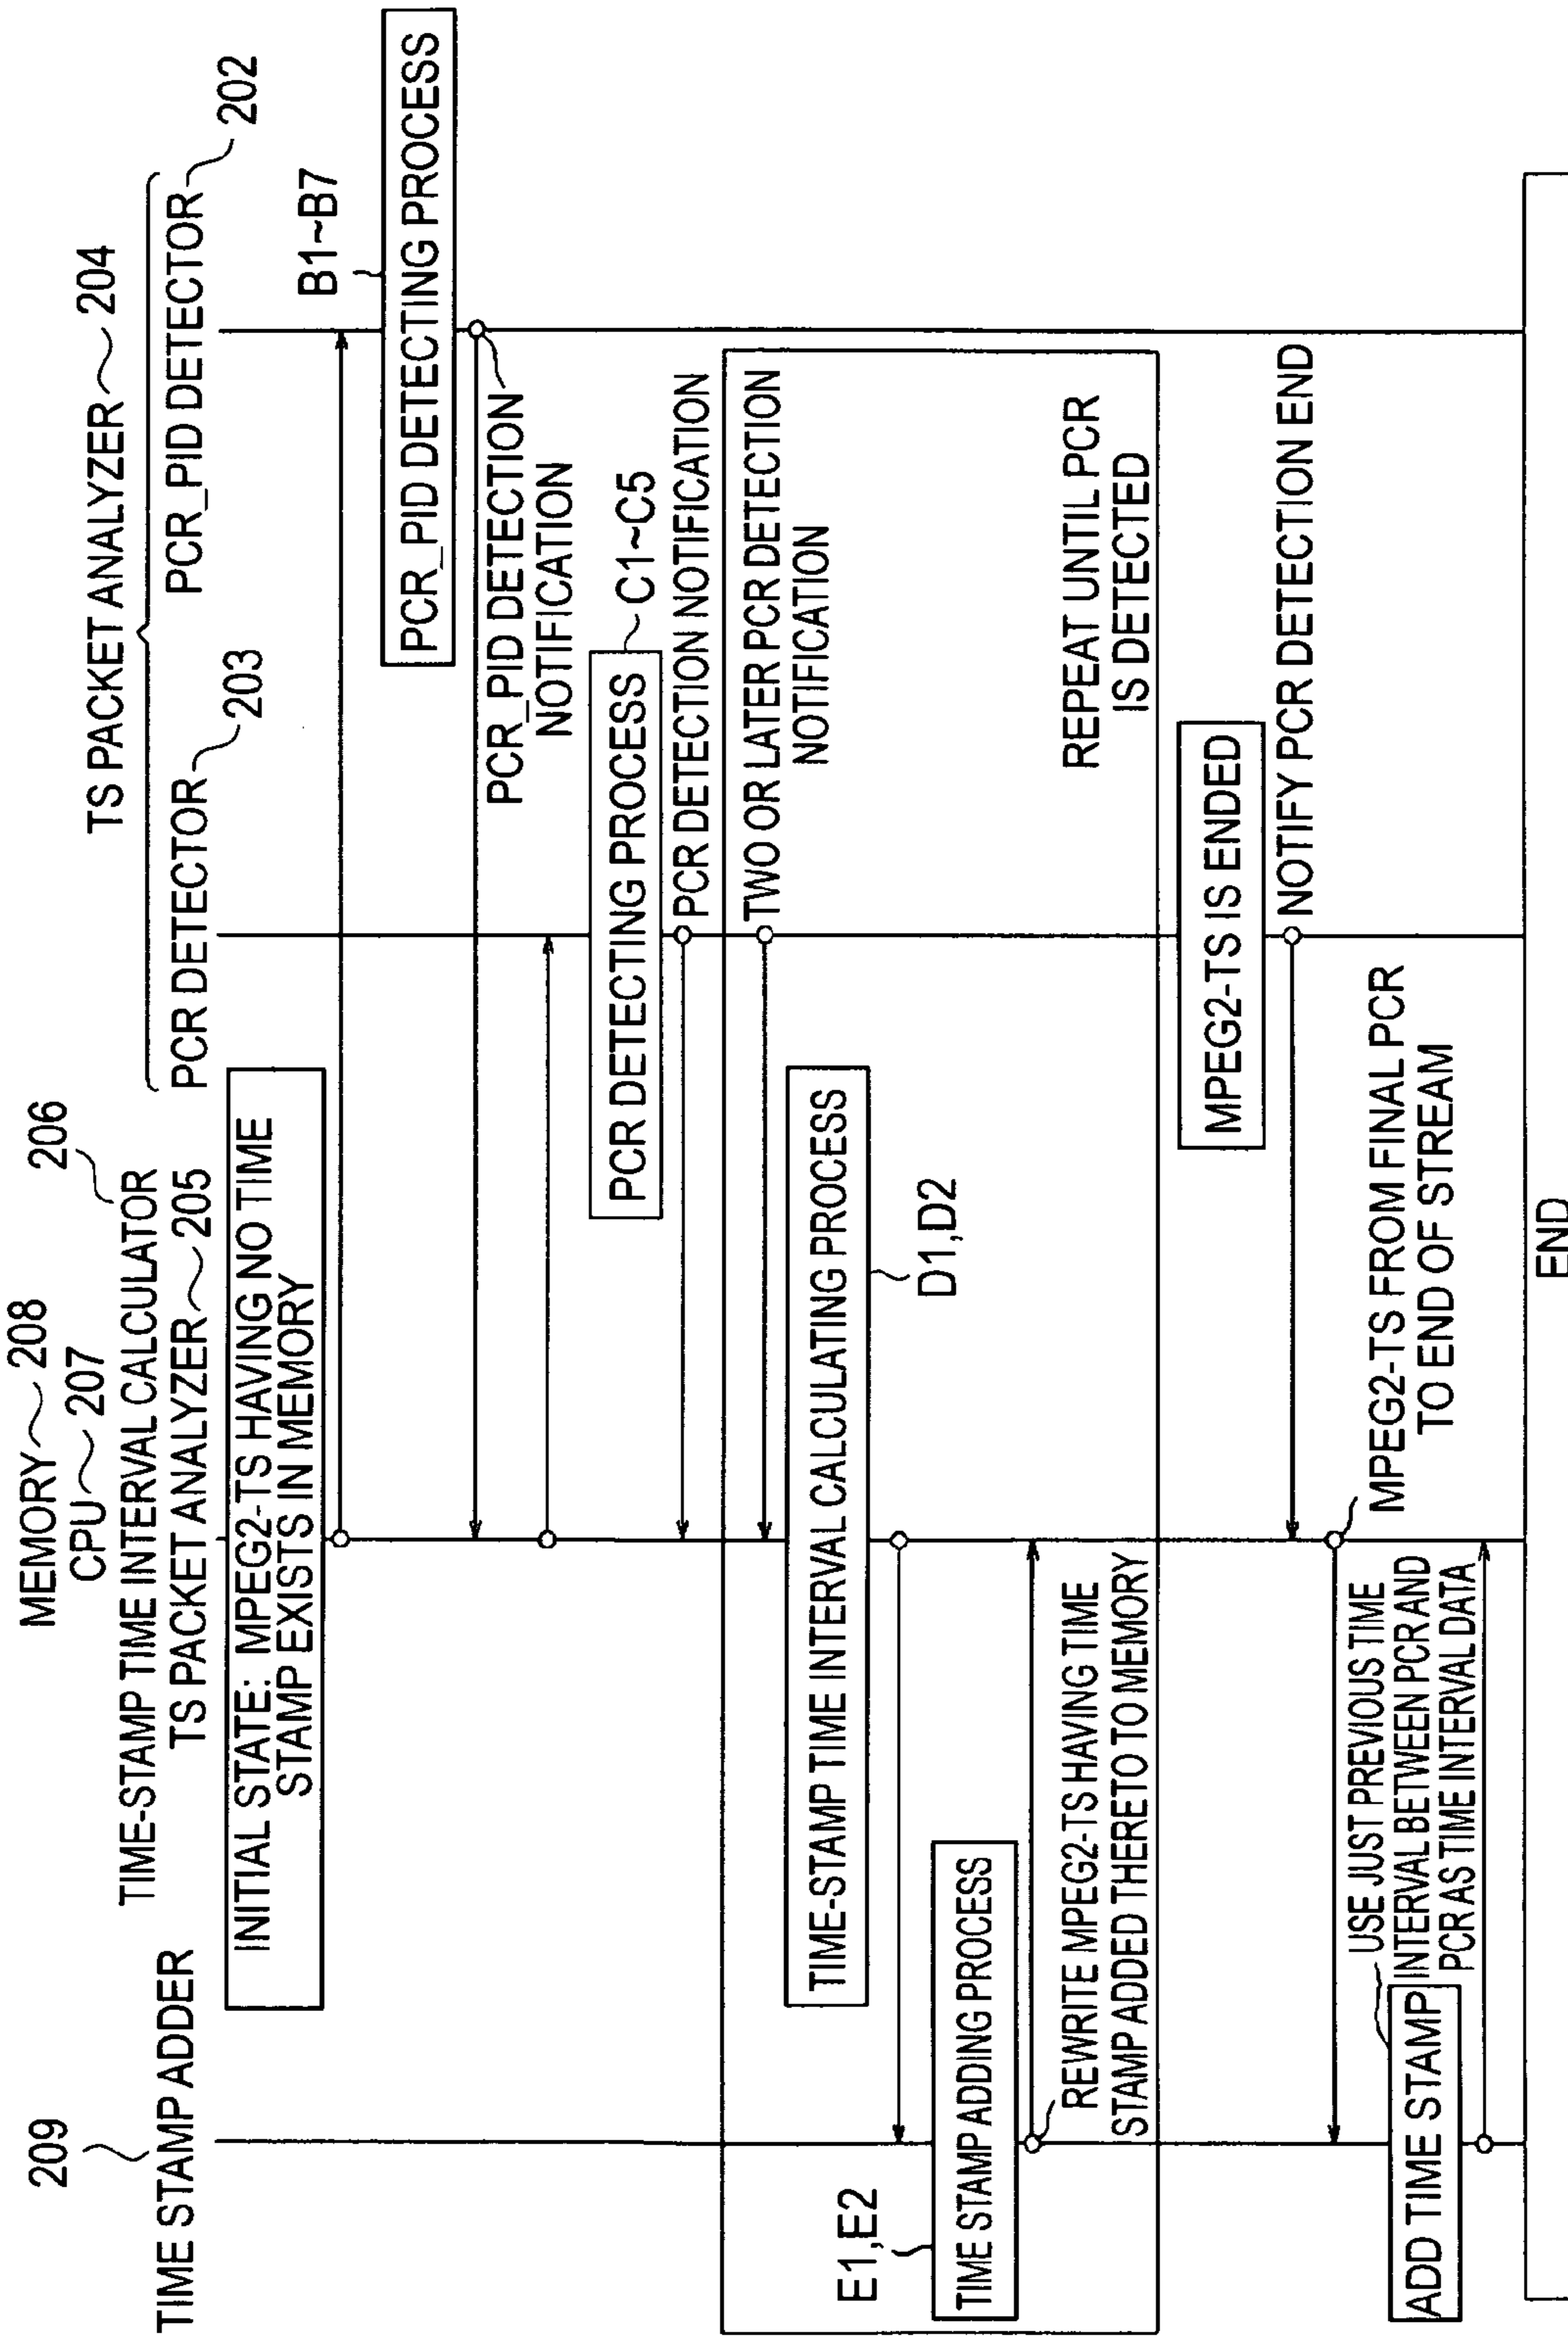 209
TIME STAMP ADDER
MEMORY~208
CPU~207
TIME-STAMP TIME INTERVAL CALCULATOR
206
TS PACKET ANALYZER~205
TS PACKET ANALYZER~204
PCR DETECTOR~203
PCR_PID DETECTOR~202
INITIAL STATE: MPEG2-TS HAVING NO TIME
STAMP EXISTS IN MEMORY
B1~B7
PCR_PID DETECTING PROCESS
PCR_PID DETECTION
NOTIFICATION
PCR DETECTING PROCESS
C1~C5
PCR DETECTION NOTIFICATION
TWO OR LATER PCR DETECTION
NOTIFICATION
TIME-STAMP TIME INTERVAL CALCULATING PROCESS
D1,D2
E1,E2
TIME STAMP ADDING PROCESS
REWRITE MPEG2-TS HAVING TIME
STAMP ADDED THERETO TO MEMORY
REPEAT UNTIL PCR
IS DETECTED
MPEG2-TS IS ENDED
NOTIFY PCR DETECTION END
MPEG2-TS FROM FINAL PCR
TO END OF STREAM
USE JUST PREVIOUS TIME
INTERVAL BETWEEN PCR AND
PCR AS TIME INTERVAL DATA
ADD TIME STAMP
END